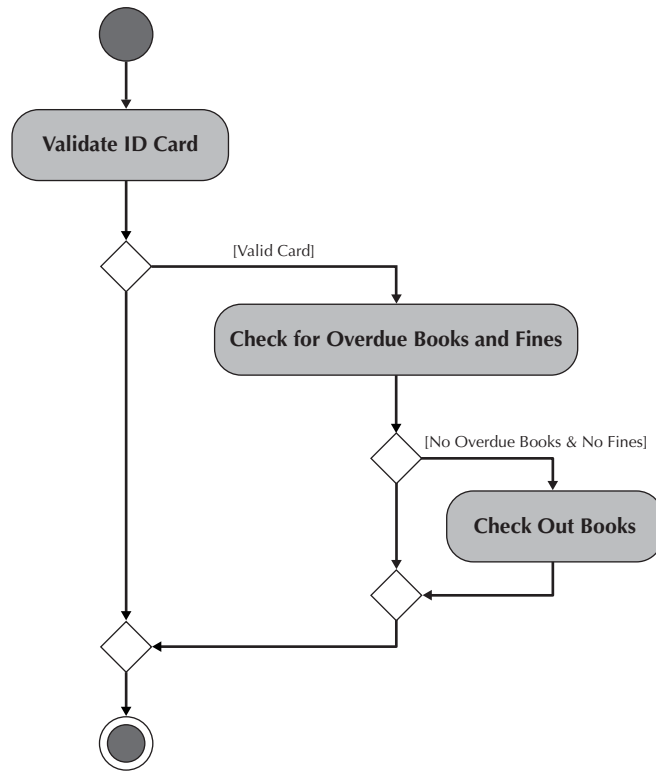 Validate ID Card
[Valid Card]
Check for Overdue Books and Fines
[No Overdue Books & No Fines]
Check Out Books